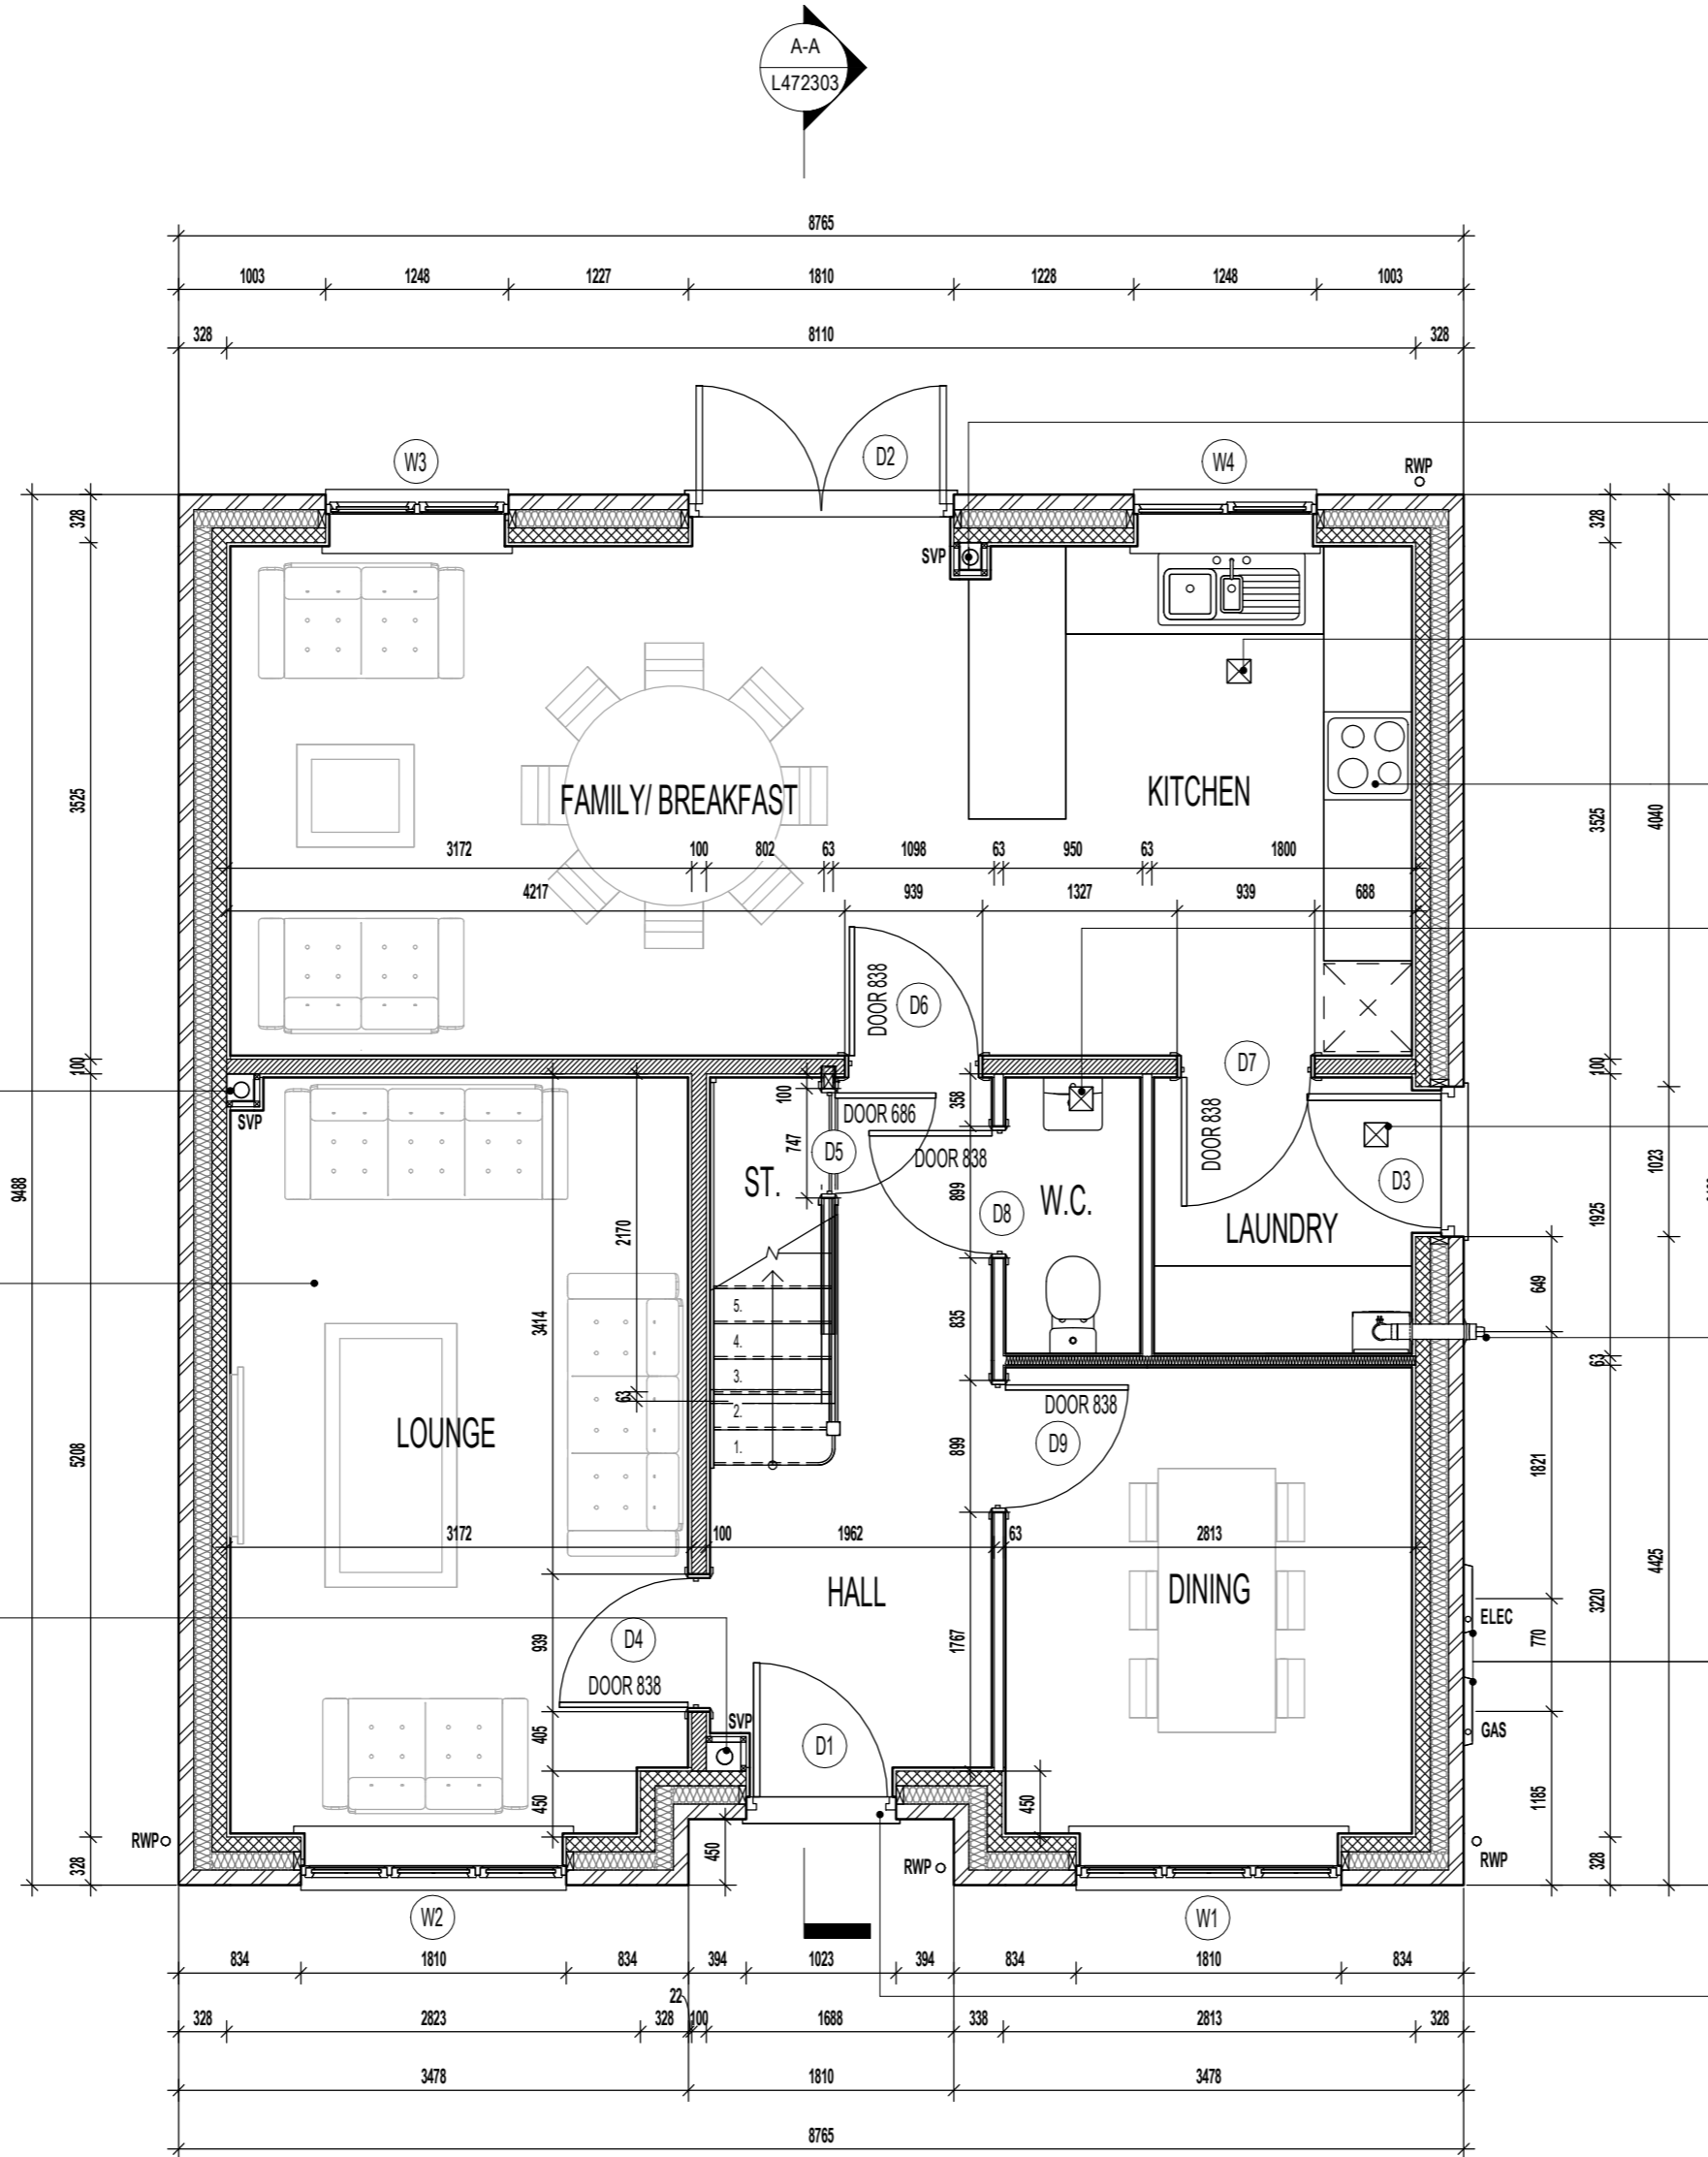 A-A
L472303
8765
1003 1248 1227 1810 1228 1248 1003
328 8110 328
W3 D2 W4 RWP
328 SVP 328
FAMILY/ BREAKFAST KITCHEN
3525 3525 4040
3172 100 802 63 1098 63 950 63 1800
4217 939 1327 939 688
DOOR 838 D6
100 D7 100
SVP 100 DOOR 686 358 DOOR 838
747 D5 DOOR 838
9488 ST. 899 D8 W.C. D3 1023
2170 LAUNDRY 1925
649
5. 3414 835
4.
3.
63 2. DOOR 838 63
1. D9
LOUNGE 899
5208 1821
3172 100 1962 63 2813
HALL DINING 4425
939 D4 1767 3220 ELEC
DOOR 838 770
405 SVP D1 GAS
450 450 1185
RWP 328 450 RWP RWP 328
W2 W1
834 1810 834 394 1023 394 834 1810 834
22
328 2823 328 100 1688 338 2813 328
3478 1810 3478
8765